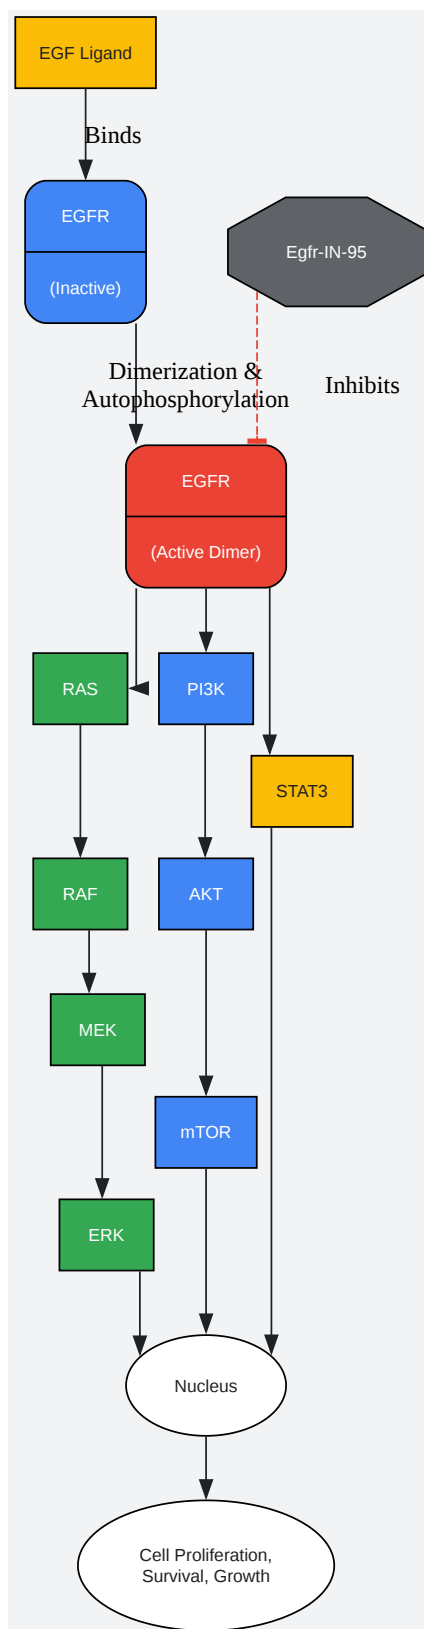 EGF Ligand
Binds
EGFR
(Inactive)
Egfr-IN-95
Dimerization &
Autophosphorylation
Inhibits
EGFR
(Active Dimer)
RAS
PI3K
STAT3
RAF
AKT
MEK
mTOR
ERK
Nucleus
Cell Proliferation,
Survival, Growth